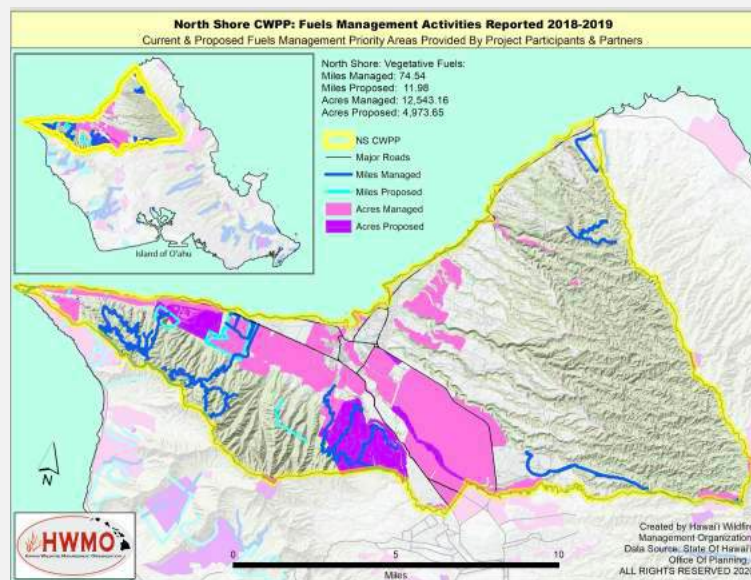 North Shore CWPP: Fuels Management Activities Reported 2018-2019
Current & Proposed Fuels Management Priority Areas Provided By Project Participants & Partners
North Shore: Vegetative Fuels:
Miles Managed: 74.54
Miles Proposed: 11.98
Acres Managed: 12,543.16
Acres Proposed: 4,973.65
NS CWPP
Major Roads
Miles Managed
Miles Proposed
Acres Managed
Acres Proposed
Island of O'ahu
N
HWMO
0 5 10
Miles
Created by Hawai'i Wildfire
Management Organization
Data Source: State Of Hawai
Office Of Planning
ALL RIGHTS RESERVED 202